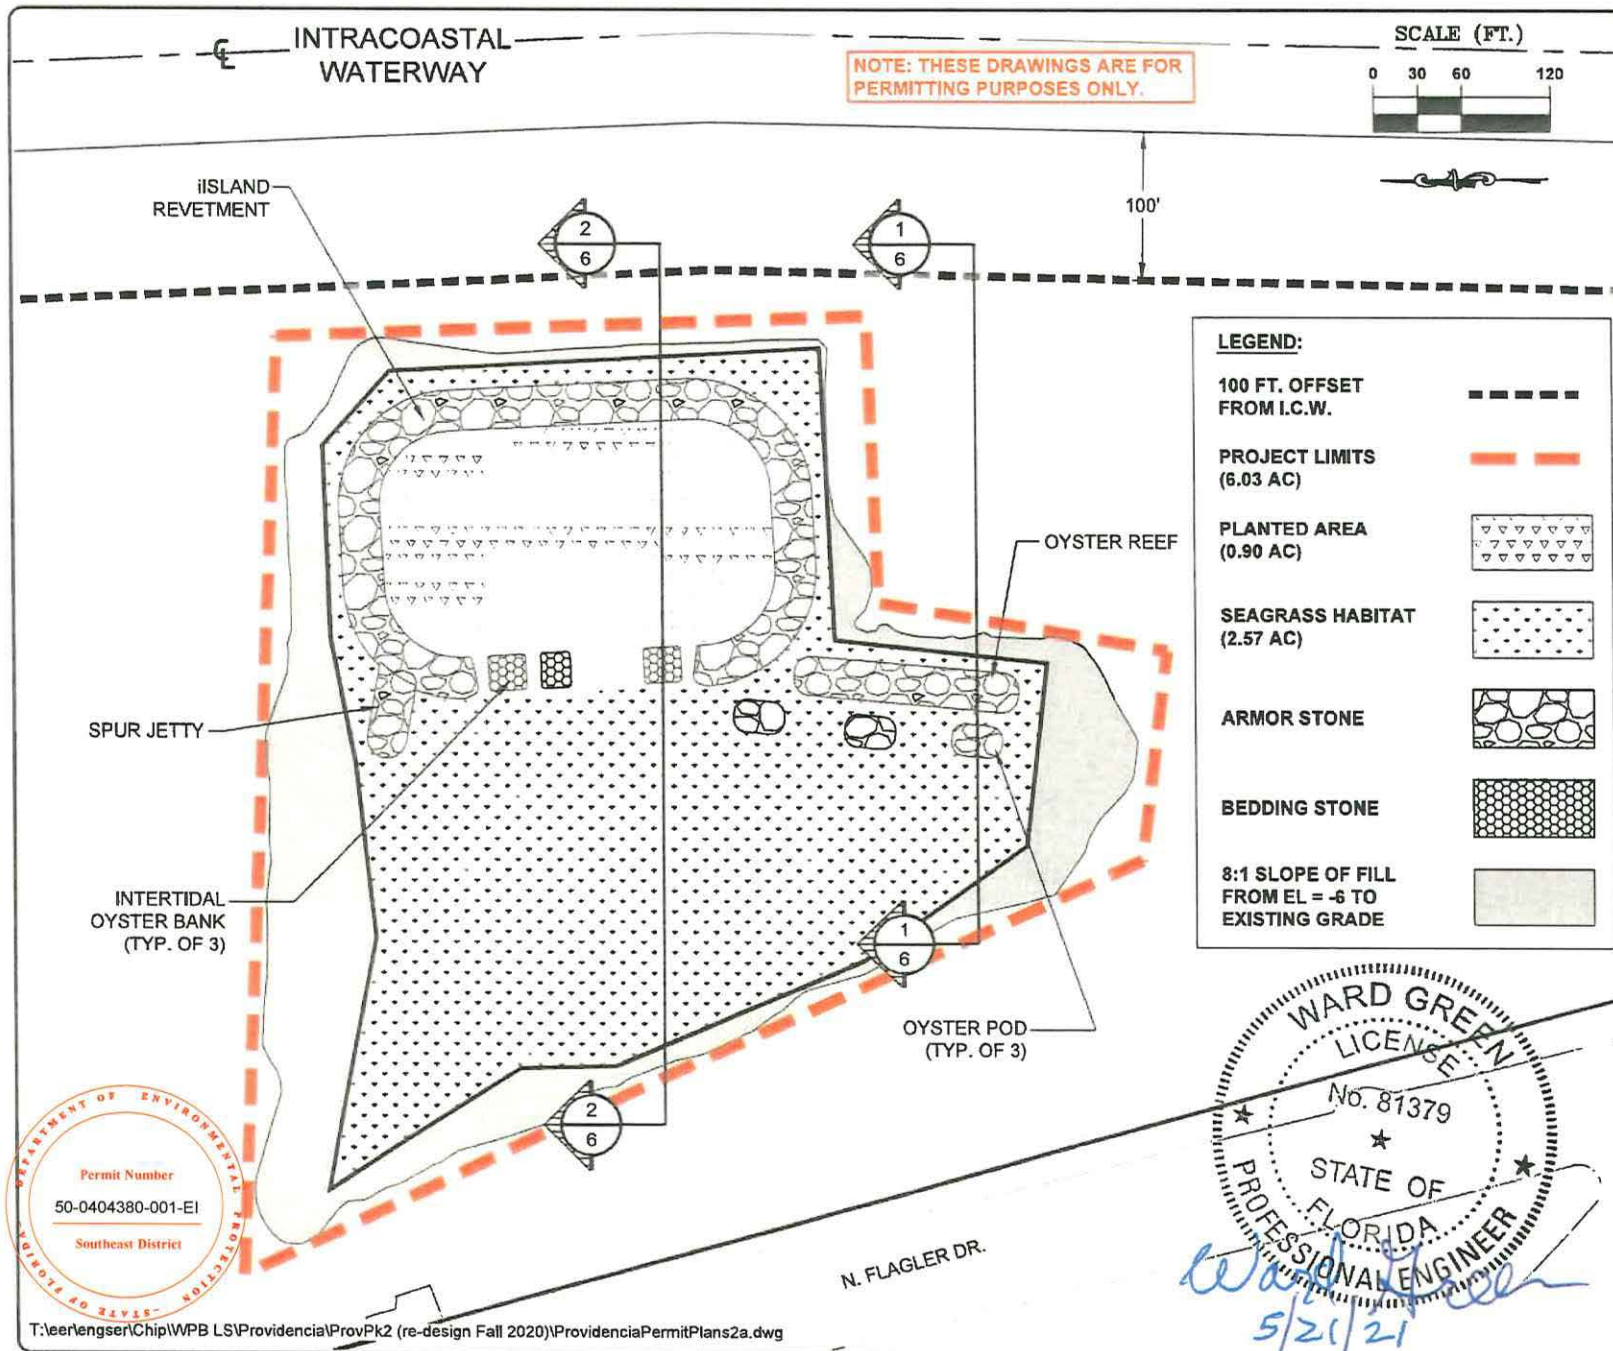 ℄ INTRACOASTAL
WATERWAY
NOTE: THESE DRAWINGS ARE FOR
PERMITTING PURPOSES ONLY.
SCALE (FT.)
0 30 60 120
100'
iISLAND
REVETMENT
2
6
1
6
OYSTER REEF
SPUR JETTY
INTERTIDAL
OYSTER BANK
(TYP. OF 3)
1
6
OYSTER POD
(TYP. OF 3)
2
6
LEGEND:
100 FT. OFFSET
FROM I.C.W.
PROJECT LIMITS
(6.03 AC)
PLANTED AREA
(0.90 AC)
SEAGRASS HABITAT
(2.57 AC)
ARMOR STONE
BEDDING STONE
8:1 SLOPE OF FILL
FROM EL = -6 TO
EXISTING GRADE
N. FLAGLER DR.
DEPARTMENT OF ENVIRONMENTAL PROTECTION - STATE OF FLORIDA
Permit Number
50-0404380-001-EI
Southeast District
WARD GREEN
LICENSE
No. 81379
STATE OF
FLORIDA
PROFESSIONAL ENGINEER
Ward Green
5/21/21
T:\eer\engser\Chip\WPB LS\Providencia\ProvPk2 (re-design Fall 2020)\ProvidenciaPermitPlans2a.dwg